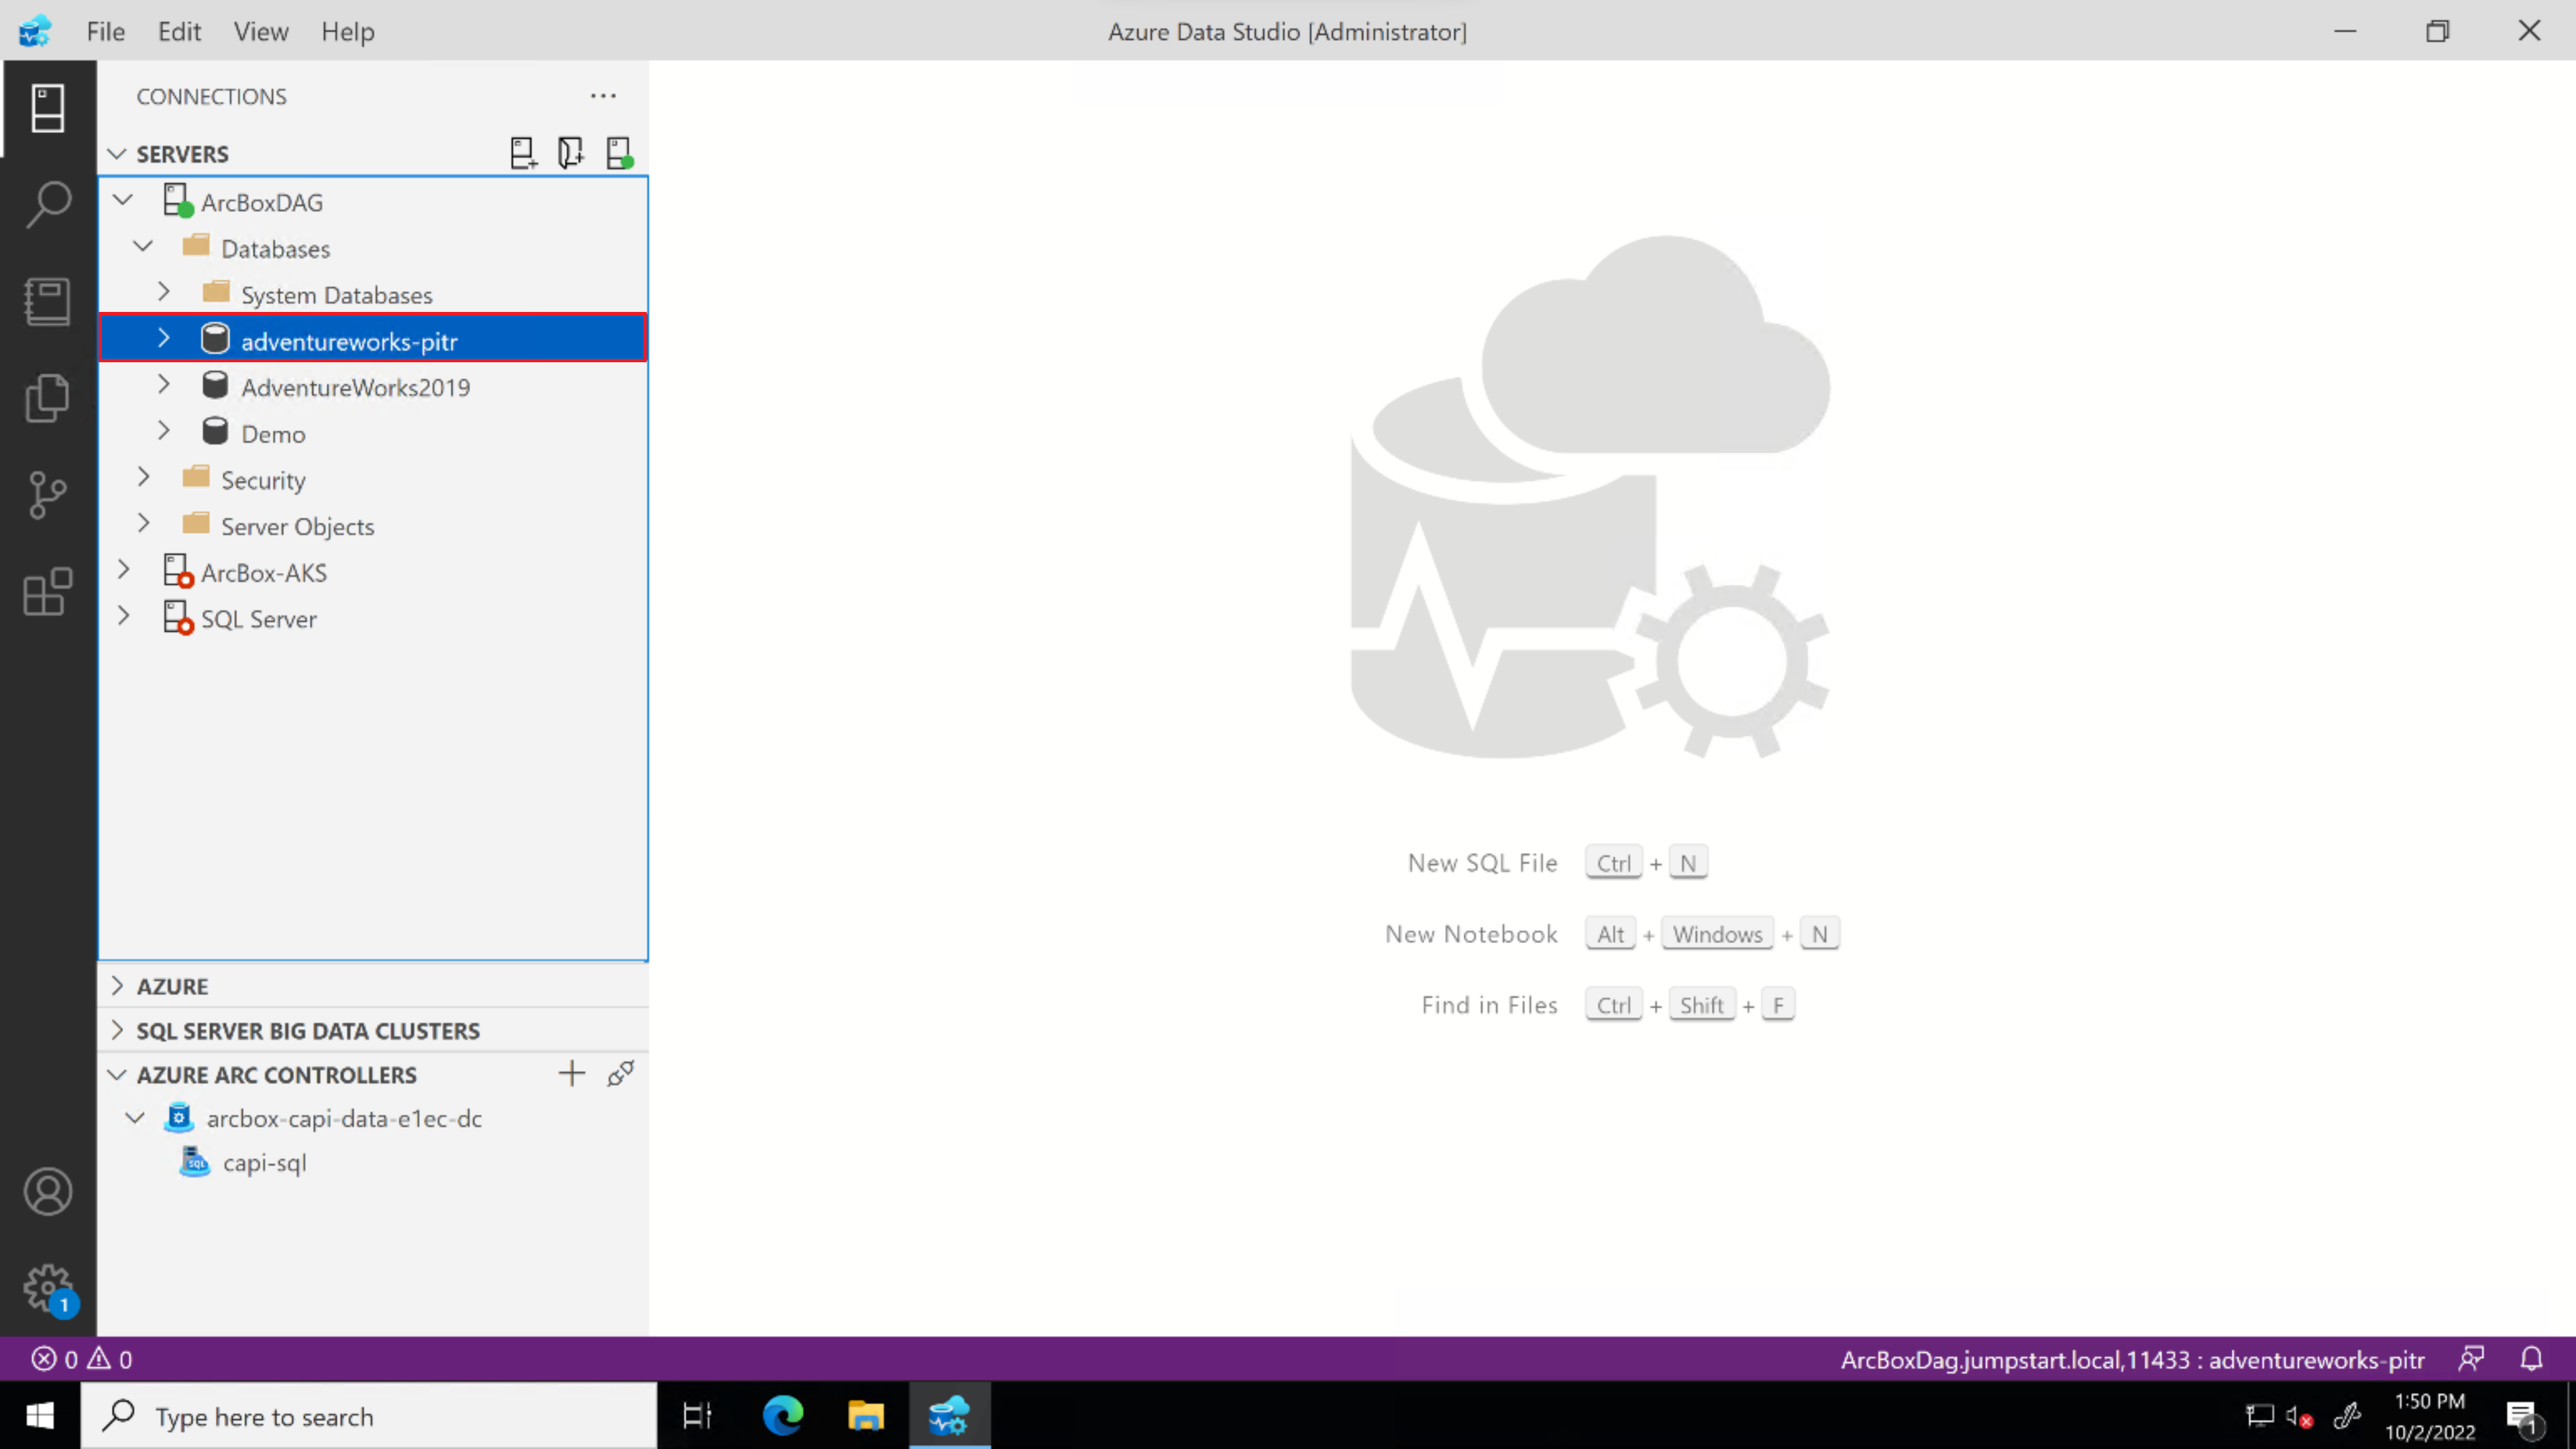 File Edit View Help
Azure Data Studio [Administrator]
CONNECTIONS
SERVERS
ArcBoxDAG
Databases
System Databases
adventureworks-pitr
AdventureWorks2019
Demo
Security
Server Objects
ArcBox-AKS
SQL Server
New SQL File Ctrl + N
New Notebook Alt + Windows + N
Find in Files Ctrl + Shift + F
AZURE
SQL SERVER BIG DATA CLUSTERS
AZURE ARC CONTROLLERS
arcbox-capi-data-e1ec-dc
SQL capi-sql
1
0 0
ArcBoxDag.jumpstart.local,11433 : adventureworks-pitr
Type here to search
1:50 PM
10/2/2022
1